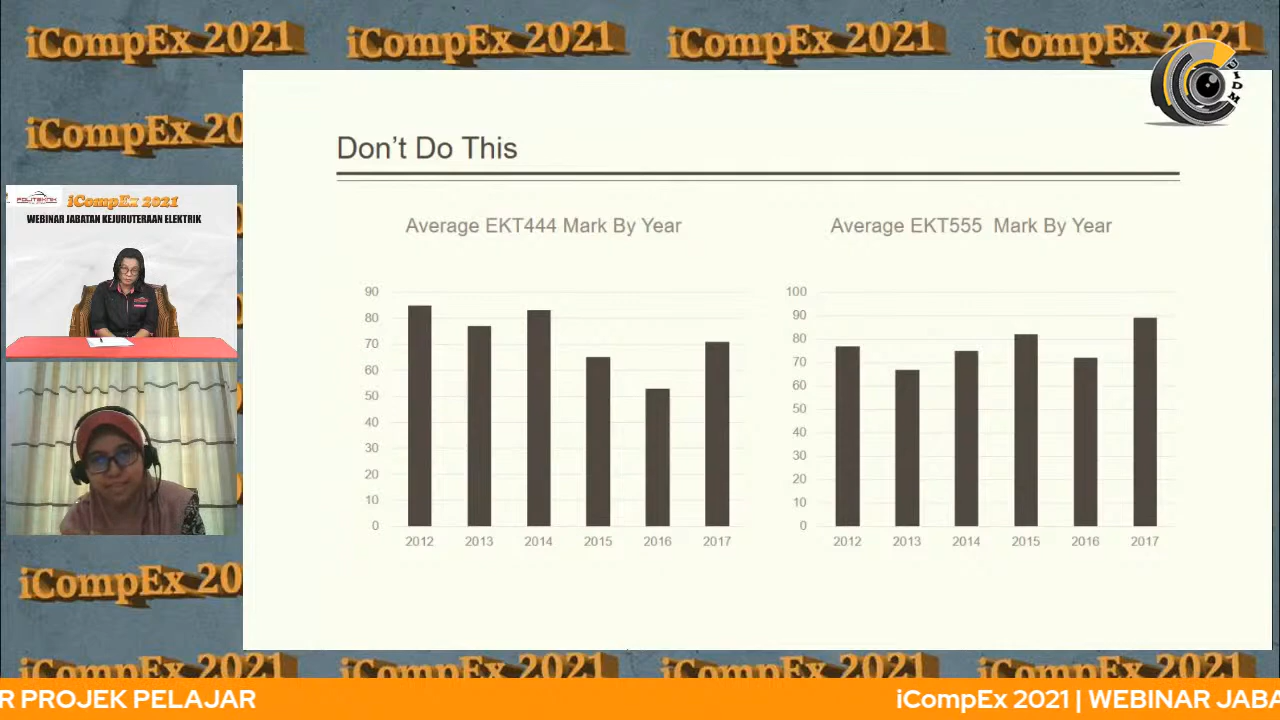 iCompEx 2021 iCompEx 2021 iCompEx 2021 iCompEx 2021
UIDM
iCompEx 20
Don't Do This
POLITEKNIK
iCompEx 2021
WEBINAR JABATAN KEJURUTERAAN ELEKTRIK
Average EKT444 Mark By Year
90
80
70
60
50
40
30
20
10
0
2012 2013 2014 2015 2016 2017
Average EKT555 Mark By Year
100
90
80
70
60
50
40
30
20
10
0
2012 2013 2014 2015 2016 2017
iCompEx 20
iCompEx 2021 iCompEx 2021 iCompEx 2021 iCompEx 2021
R PROJEK PELAJAR iCompEx 2021 | WEBINAR JABA